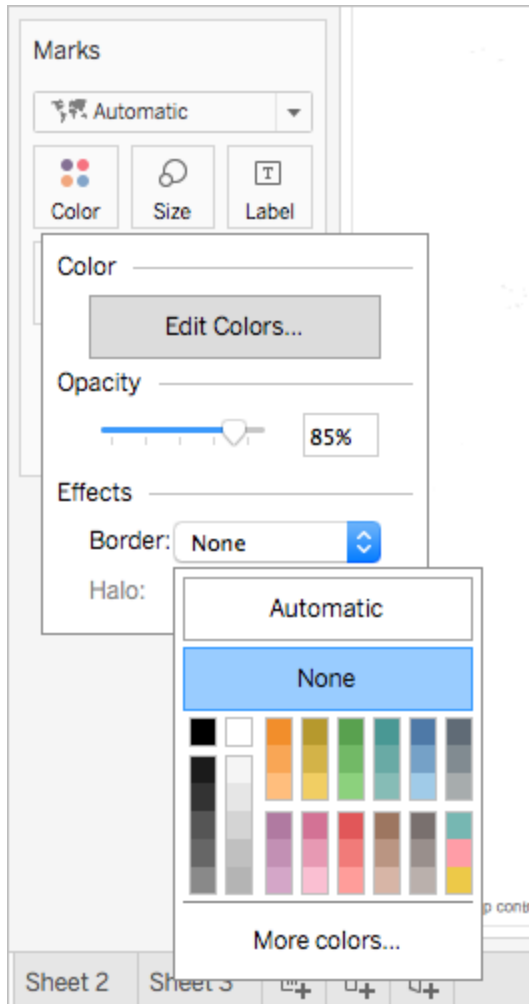 Marks
Automatic
Color Size Label
T
Color
Edit Colors...
Opacity
85%
Effects
Border: None
Halo:
Automatic
None
More colors...
Sheet 2 Sheet 3